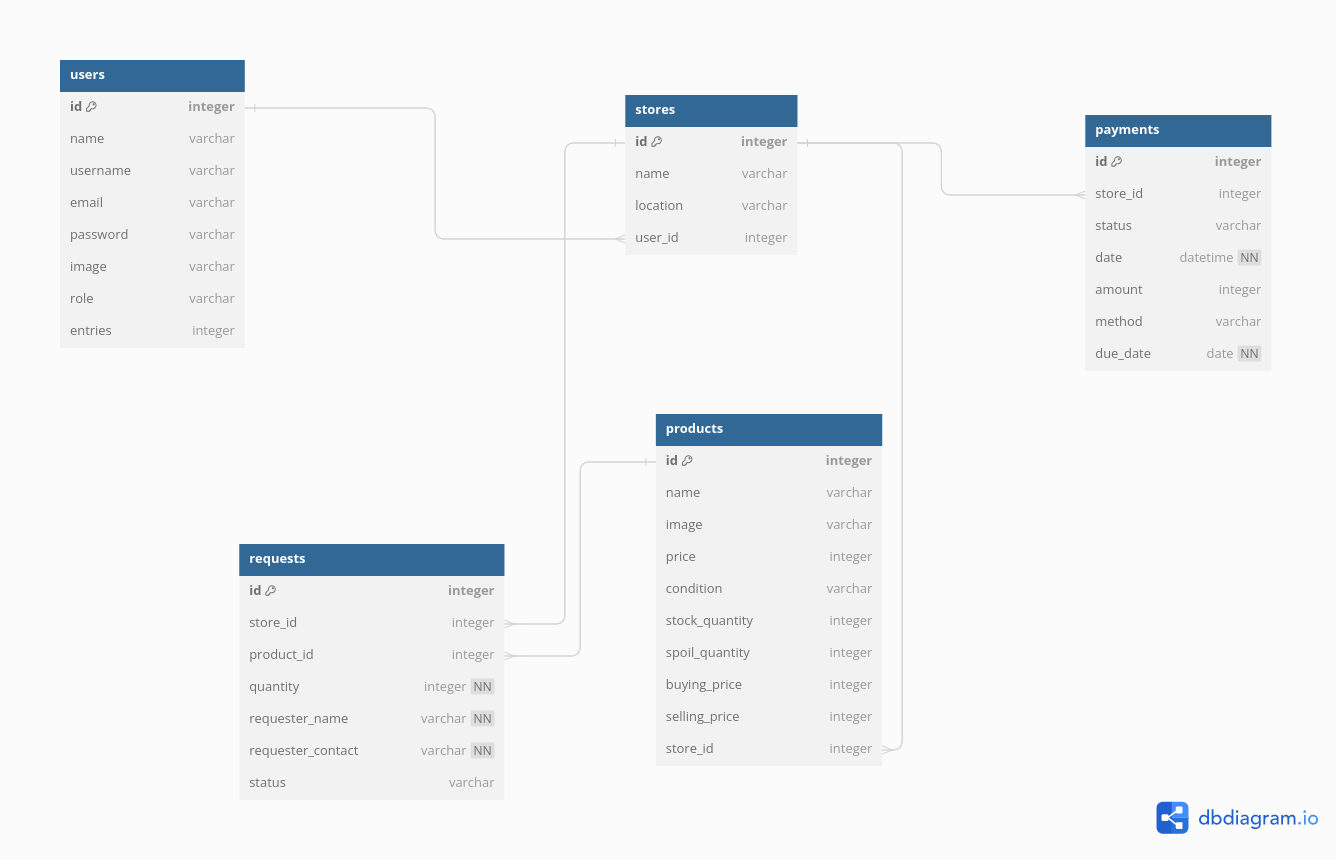 users
id integer
name varchar
username varchar
email varchar
password varchar
image varchar
role varchar
entries integer
stores
id integer
name varchar
location varchar
user_id integer
payments
id integer
store_id integer
status varchar
date datetime NN
amount integer
method varchar
due_date date NN
products
id integer
name varchar
image varchar
price integer
condition varchar
stock_quantity integer
spoil_quantity integer
buying_price integer
selling_price integer
store_id integer
requests
id integer
store_id integer
product_id integer
quantity integer NN
requester_name varchar NN
requester_contact varchar NN
status varchar
dbdiagram.io